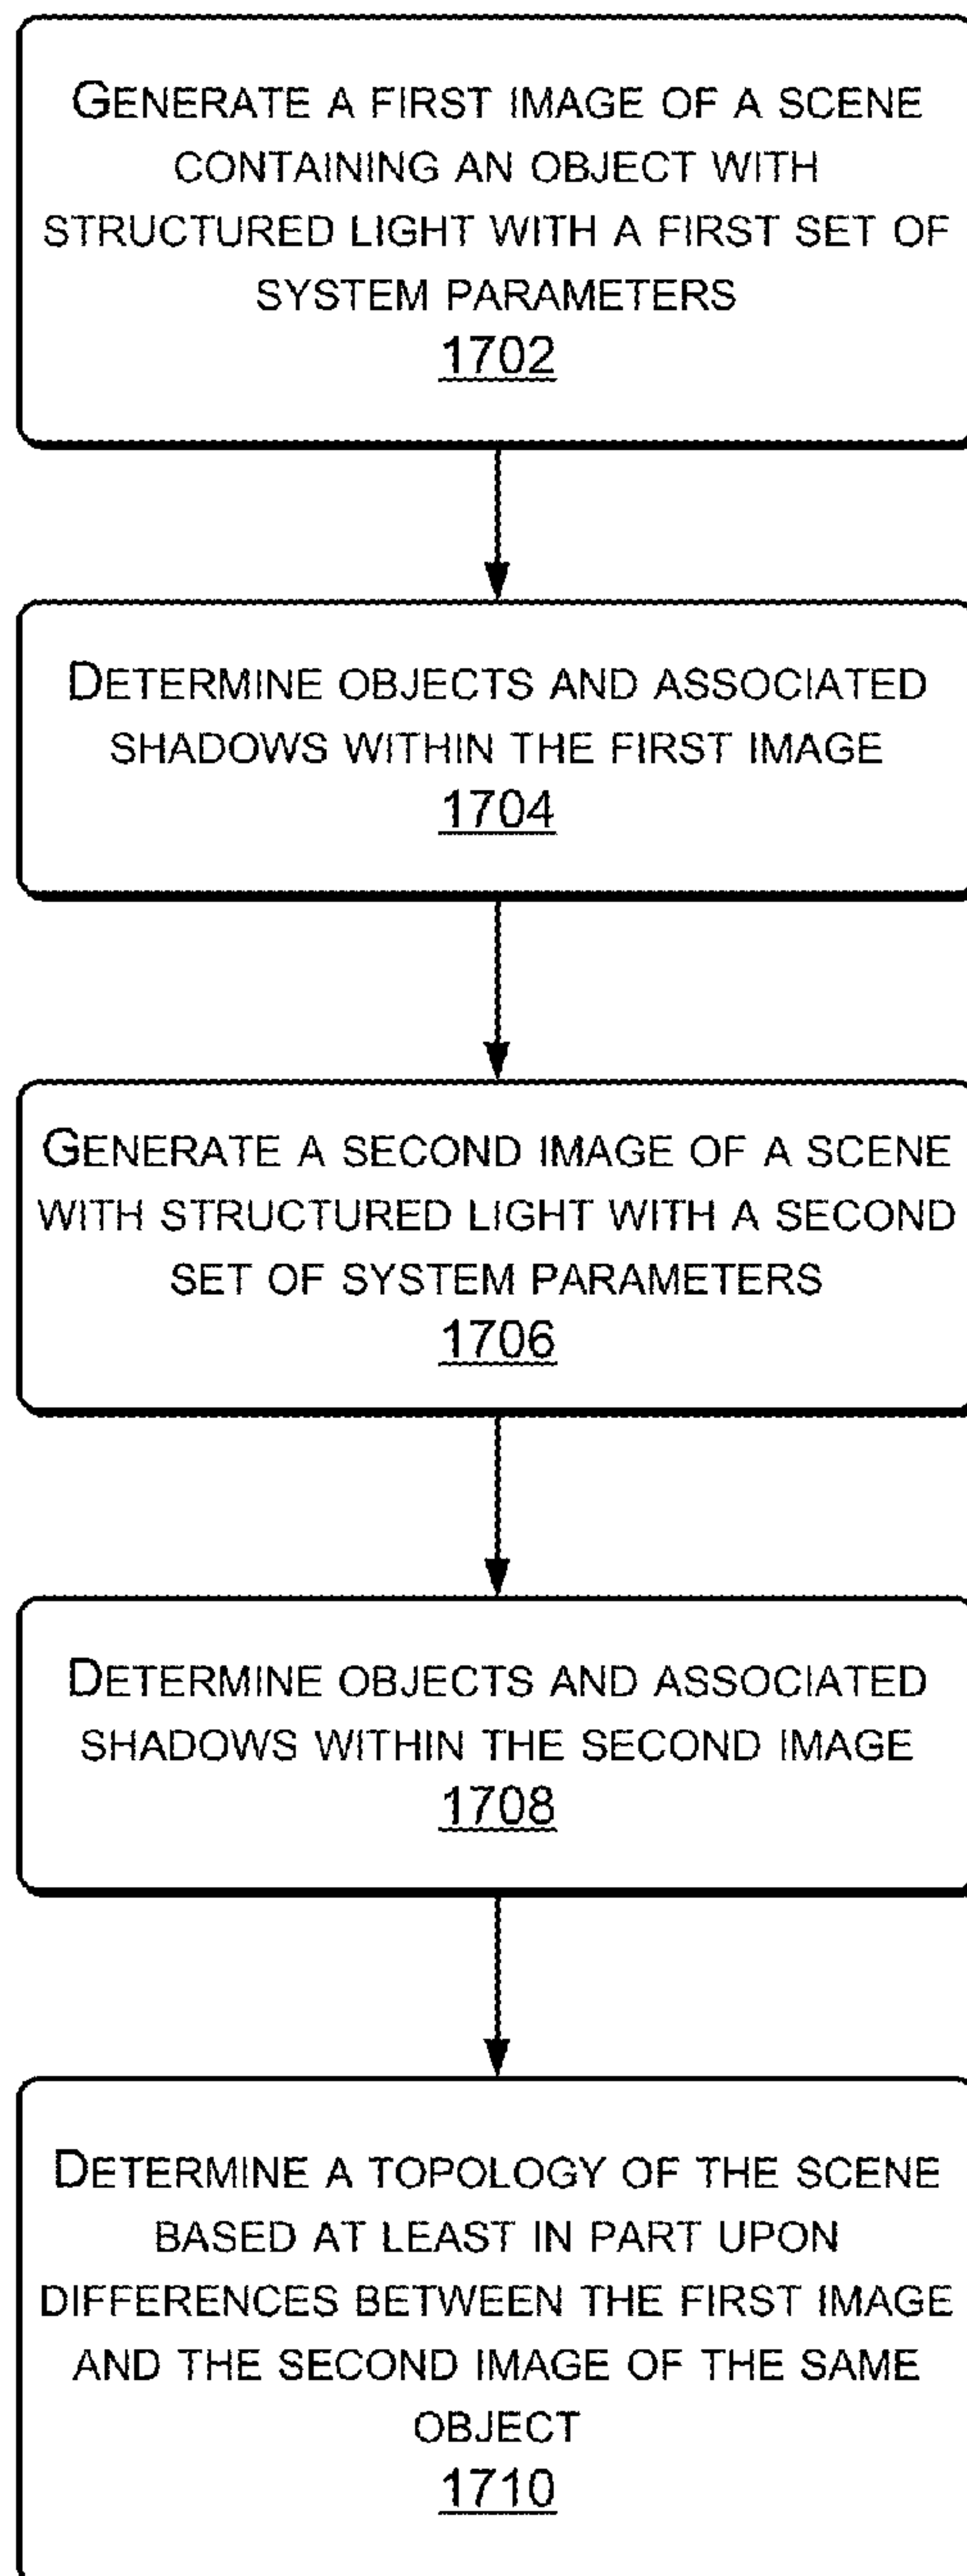 GENERATE A FIRST IMAGE OF A SCENE
CONTAINING AN OBJECT WITH
STRUCTURED LIGHT WITH A FIRST SET OF
SYSTEM PARAMETERS
1702
DETERMINE OBJECTS AND ASSOCIATED
SHADOWS WITHIN THE FIRST IMAGE
1704
GENERATE A SECOND IMAGE OF A SCENE
WITH STRUCTURED LIGHT WITH A SECOND
SET OF SYSTEM PARAMETERS
1706
DETERMINE OBJECTS AND ASSOCIATED
SHADOWS WITHIN THE SECOND IMAGE
1708
DETERMINE A TOPOLOGY OF THE SCENE
BASED AT LEAST IN PART UPON
DIFFERENCES BETWEEN THE FIRST IMAGE
AND THE SECOND IMAGE OF THE SAME
OBJECT
1710